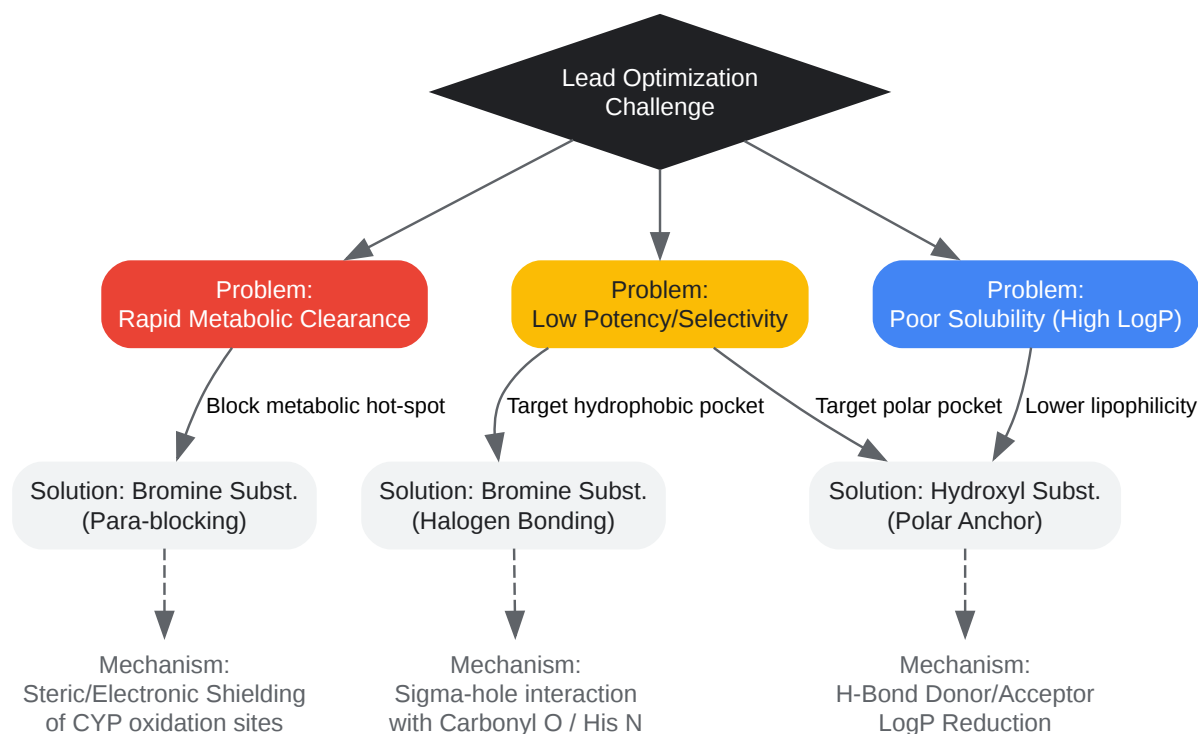 Lead Optimization
Challenge
Problem:
Rapid Metabolic Clearance
Problem:
Low Potency/Selectivity
Problem:
Poor Solubility (High LogP)
Block metabolic hot-spot
Target hydrophobic pocket
Target polar pocket
Lower lipophilicity
Solution: Bromine Subst.
(Para-blocking)
Solution: Bromine Subst.
(Halogen Bonding)
Solution: Hydroxyl Subst.
(Polar Anchor)
Mechanism:
Steric/Electronic Shielding
of CYP oxidation sites
Mechanism:
Sigma-hole interaction
with Carbonyl O / His N
Mechanism:
H-Bond Donor/Acceptor
LogP Reduction